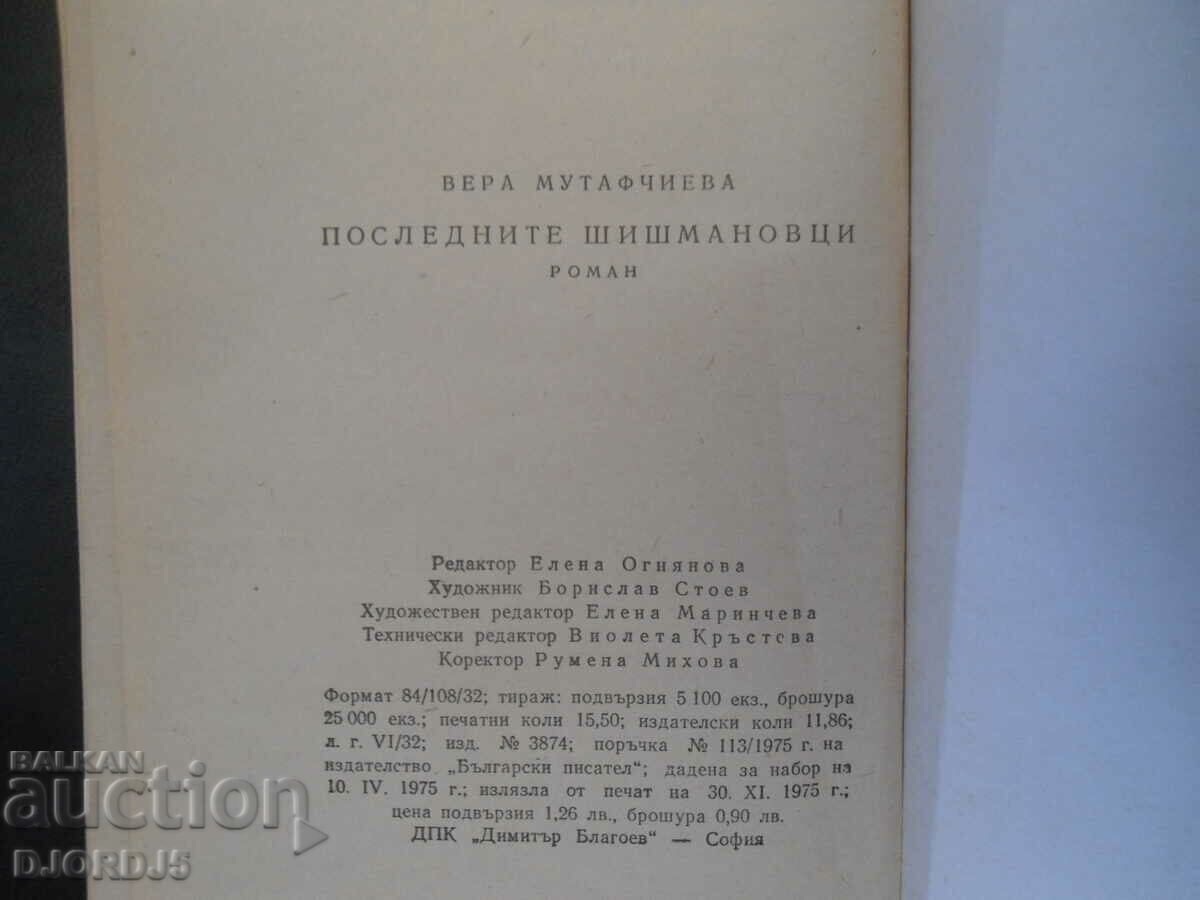 ВЕРА МУТАФЧИЕВА
ПОСЛЕДНИТЕ ШИШМАНОВЦИ
РОМАН
Редактор Елена Огнянова
Художник Борислав Стоев
Художествен редактор Елена Маринчева
Технически редактор Виолета Кръстева
Коректор Румена Михова
Формат 84/108/32; тираж: подвързия 5 100 екз., брошура
25 000 екз.; печатни коли 15,50; издателски коли 11,86;
л. г. VI/32; изд. № 3874; поръчка № 113/1975 г. на
издателство „Български писател“; дадена за набор на
10. IV. 1975 г.; излязла от печат на 30. XI. 1975 г.;
цена подвързия 1,26 лв., брошура 0,90 лв.
ДПК „Димитър Благоев“ — София
BALKAN
auction
DJORDJ5